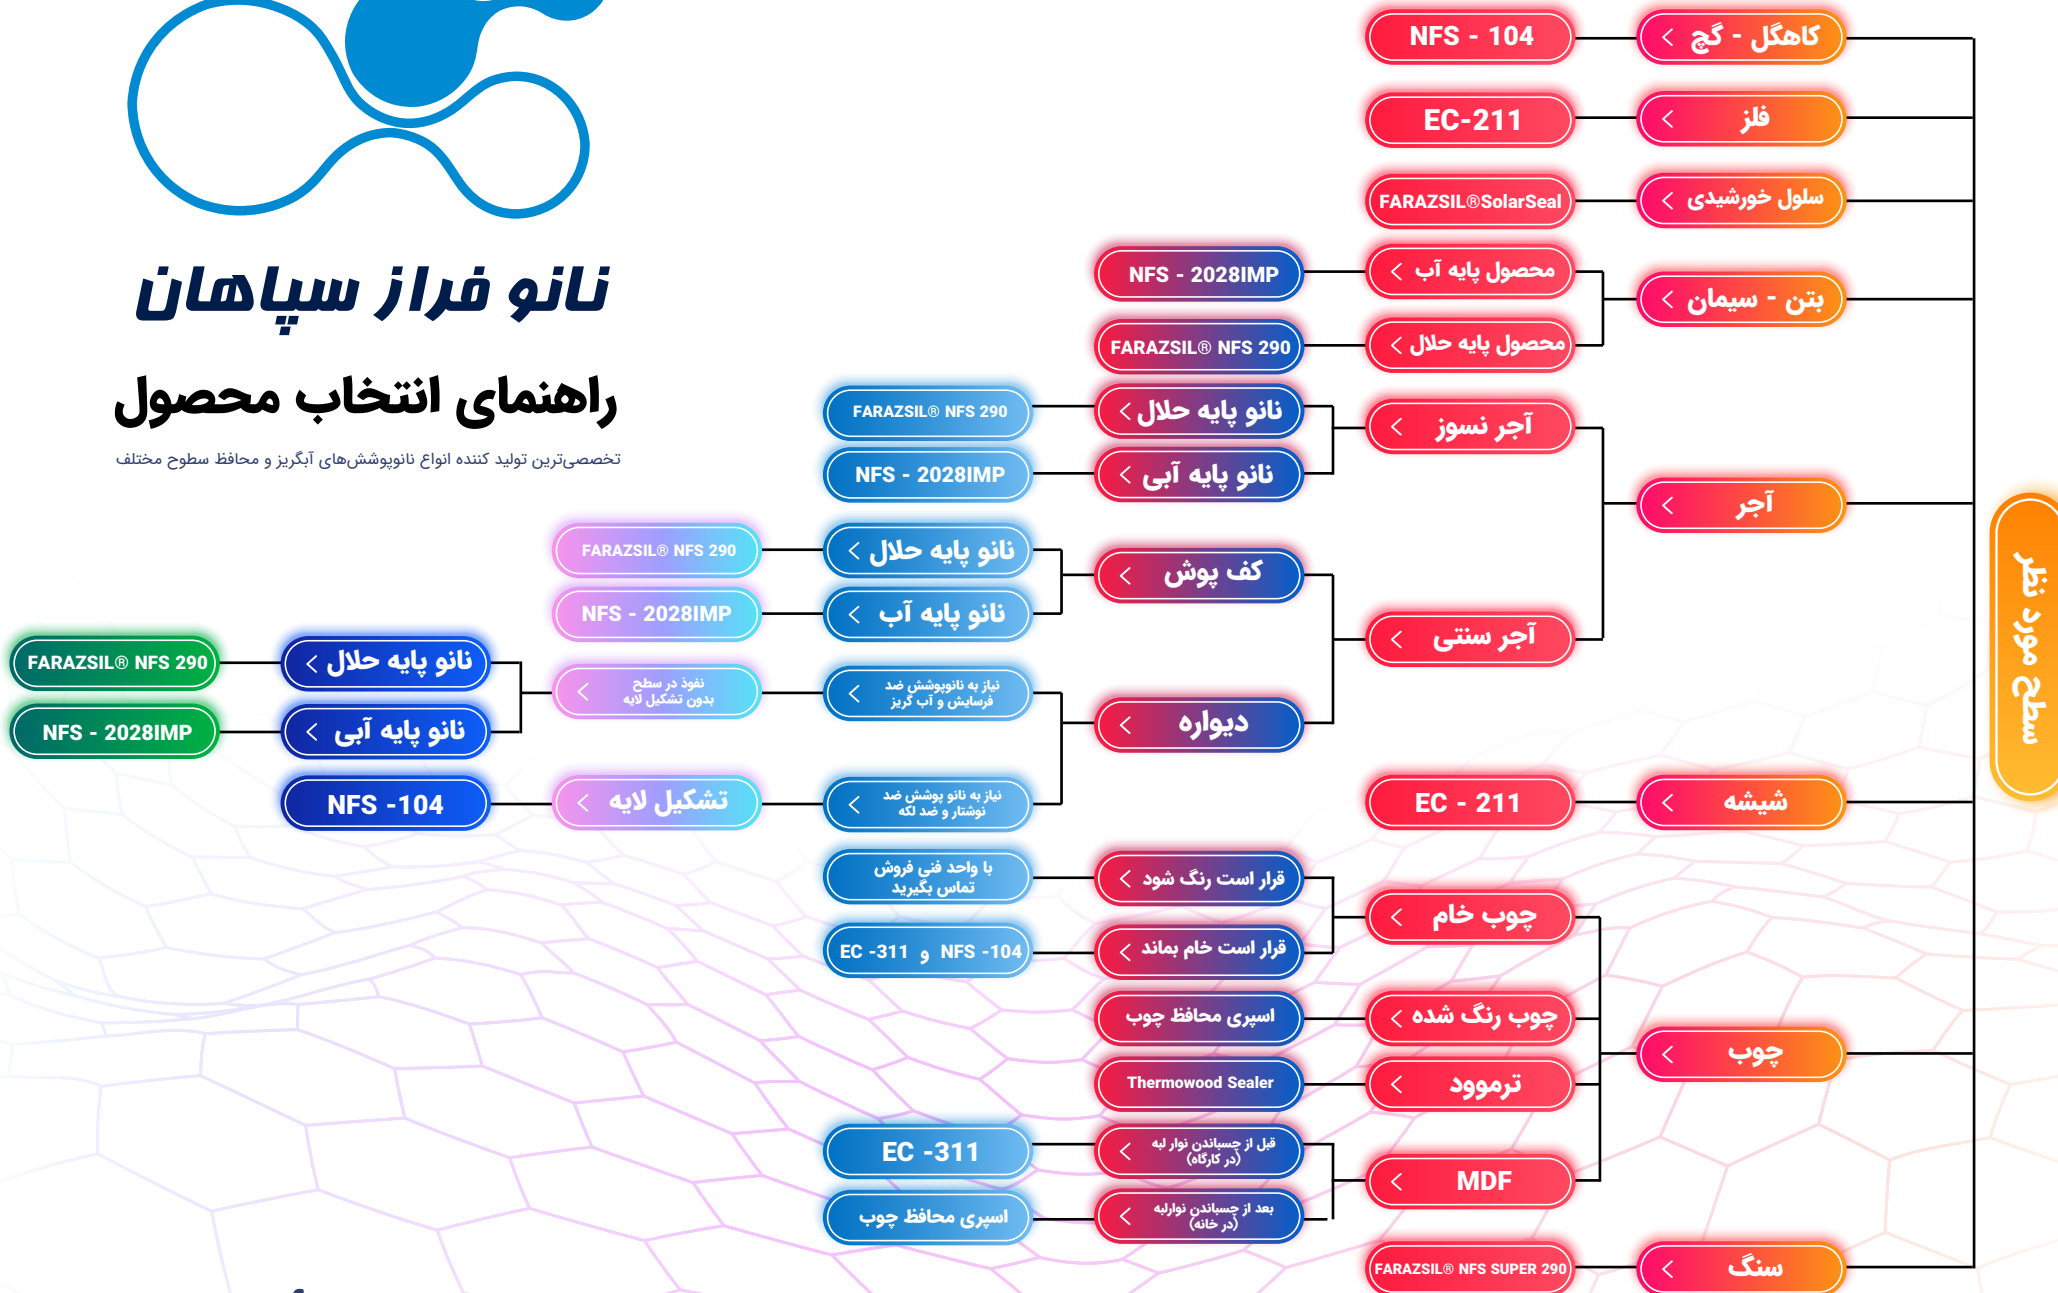 نانو فراز سپاهان
راهنمای انتخاب محصول
تخصصی‌ترین تولید کننده انواع نانوپوشش‌های آبگریز و محافظ سطوح مختلف
سطح مورد نظر
کاهگل - گچ
NFS - 104
فلز
EC-211
سلول خورشیدی
FARAZSIL®SolarSeal
بتن - سیمان
محصول پایه آب
NFS - 2028IMP
محصول پایه حلال
FARAZSIL® NFS 290
آجر
آجر نسوز
نانو پایه حلال
FARAZSIL® NFS 290
نانو پایه آبی
NFS - 2028IMP
آجر سنتی
کف پوش
نانو پایه حلال
FARAZSIL® NFS 290
نانو پایه آب
NFS - 2028IMP
دیواره
نیاز به نانوپوشش ضد
فرسایش و آب گریز
نفوذ در سطح
بدون تشکیل لایه
نانو پایه حلال
FARAZSIL® NFS 290
نانو پایه آبی
NFS - 2028IMP
نیاز به نانو پوشش ضد
نوشتار و ضد لکه
تشکیل لایه
NFS -104
شیشه
EC - 211
چوب
چوب خام
قرار است رنگ شود
با واحد فنی فروش
تماس بگیرید
قرار است خام بماند
NFS -104 و EC -311
چوب رنگ شده
اسپری محافظ چوب
ترموود
Thermowood Sealer
MDF
قبل از چسباندن نوار لبه
(در کارگاه)
EC -311
بعد از چسباندن نوارلبه
(در خانه)
اسپری محافظ چوب
سنگ
FARAZSIL® NFS SUPER 290